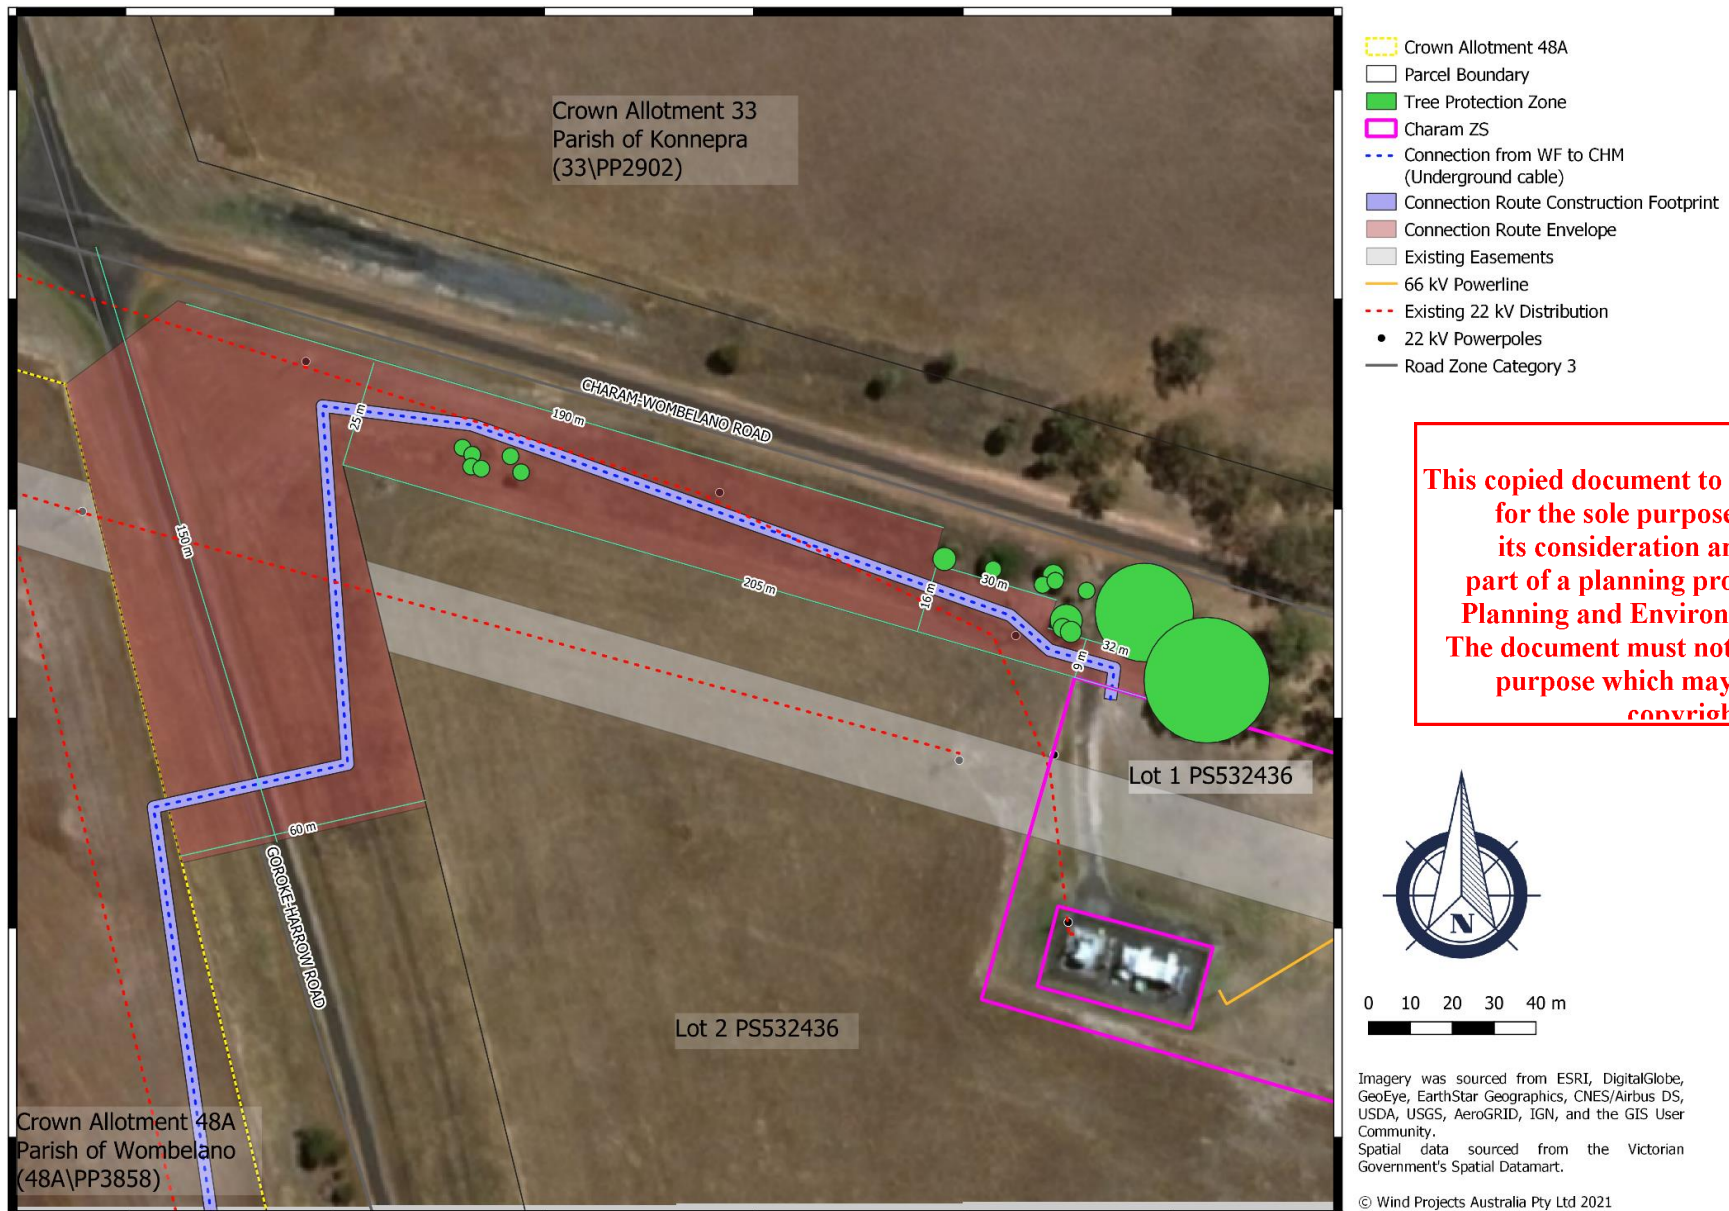 Crown Allotment 33
Parish of Konnepra
(33\PP2902)
CHARAM-WOMBELANO ROAD
190 m
25 m
150 m
205 m
16 m
30 m
32 m
9 m
60 m
GOROKE-HARROW ROAD
Lot 1 PS532436
Lot 2 PS532436
Crown Allotment 48A
Parish of Wombelano
(48A\PP3858)
Crown Allotment 48A
Parcel Boundary
Tree Protection Zone
Charam ZS
Connection from WF to CHM
(Underground cable)
Connection Route Construction Footprint
Connection Route Envelope
Existing Easements
66 kV Powerline
Existing 22 kV Distribution
22 kV Powerpoles
Road Zone Category 3
This copied document to
for the sole purpose
its consideration an
part of a planning pro
Planning and Environ
The document must not
purpose which may
copyrigh
N
0 10 20 30 40 m
Imagery was sourced from ESRI, DigitalGlobe,
GeoEye, EarthStar Geographics, CNES/Airbus DS,
USDA, USGS, AeroGRID, IGN, and the GIS User
Community.
Spatial data sourced from the Victorian
Government's Spatial Datamart.
© Wind Projects Australia Pty Ltd 2021